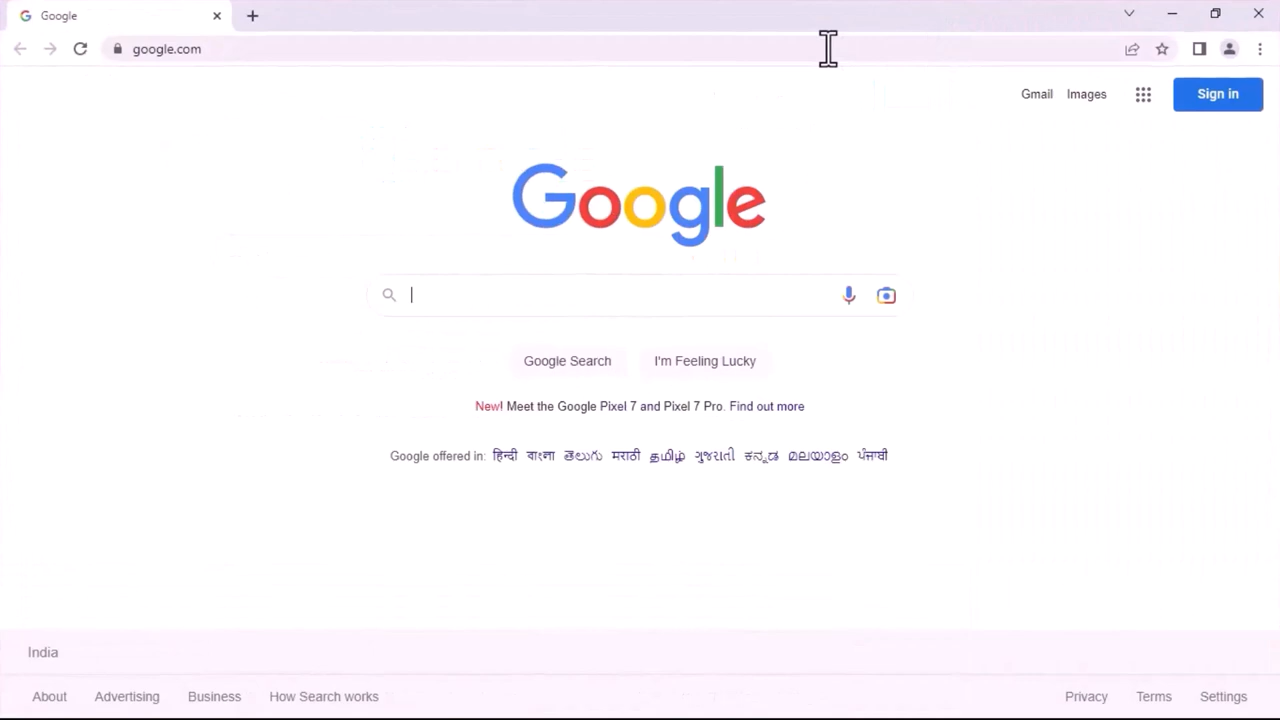 Google
google.com
Gmail Images Sign in
Google
Google Search I'm Feeling Lucky
New! Meet the Google Pixel 7 and Pixel 7 Pro. Find out more
Google offered in: हिन्दी বাংলা తెలుగు मराठी தமிழ் ગુજરાતી ಕನ್ನಡ മലയാളം ਪੰਜਾਬੀ
India
About Advertising Business How Search works Privacy Terms Settings